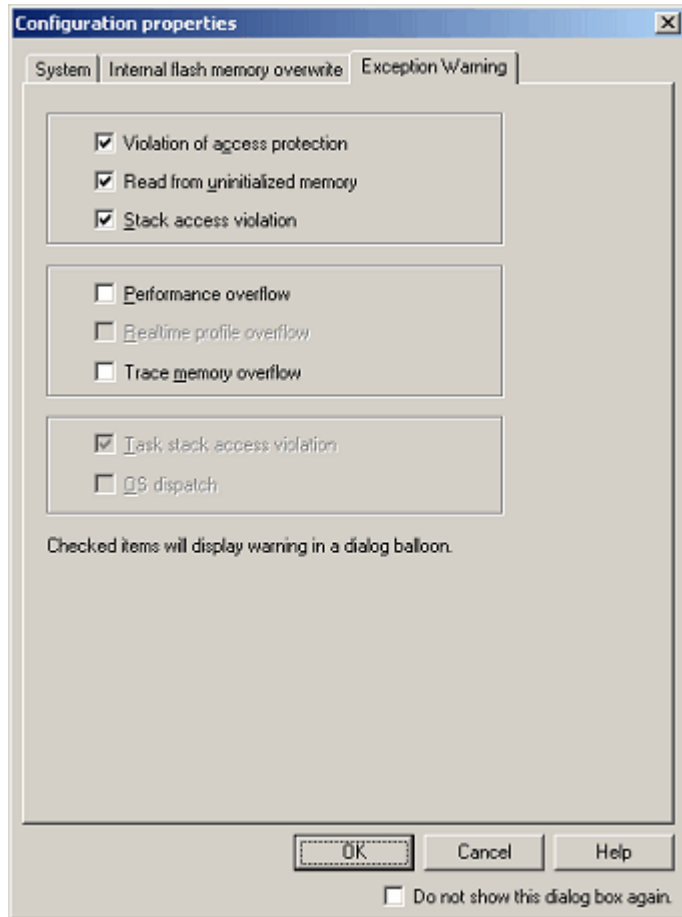 Configuration properties
System
Internal flash memory overwrite
Exception Warning
Violation of access protection
Read from uninitialized memory
Stack access violation
Performance overflow
Realtime profile overflow
Trace memory overflow
Task stack access violation
OS dispatch
Checked items will display warning in a dialog balloon.
OK
Cancel
Help
Do not show this dialog box again.